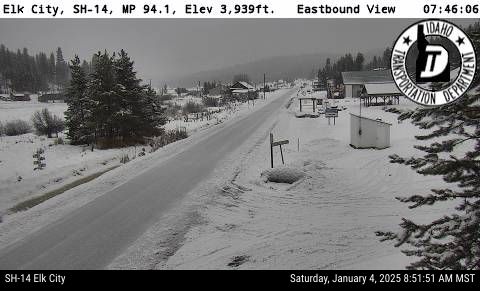 Elk City, SH-14, MP 94.1, Elev 3,939ft. Eastbound View 07:46:06
IDAHO
TRANSPORTATION DEPARTMENT
SH-14 Elk City Saturday, January 4, 2025 8:51:51 AM MST